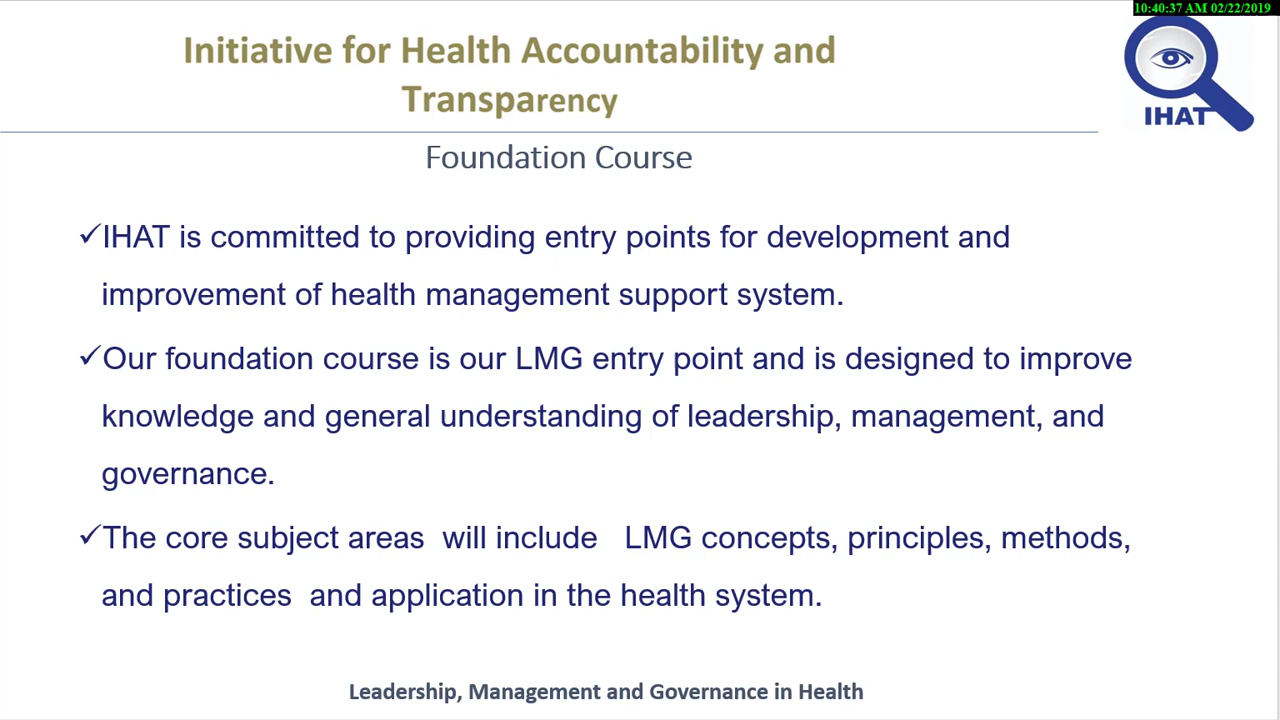 10:40:37 AM 02/22/2019
Initiative for Health Accountability and
Transparency
IHAT
Foundation Course
✓IHAT is committed to providing entry points for development and
improvement of health management support system.
✓Our foundation course is our LMG entry point and is designed to improve
knowledge and general understanding of leadership, management, and
governance.
✓The core subject areas  will include   LMG concepts, principles, methods,
and practices  and application in the health system.
Leadership, Management and Governance in Health